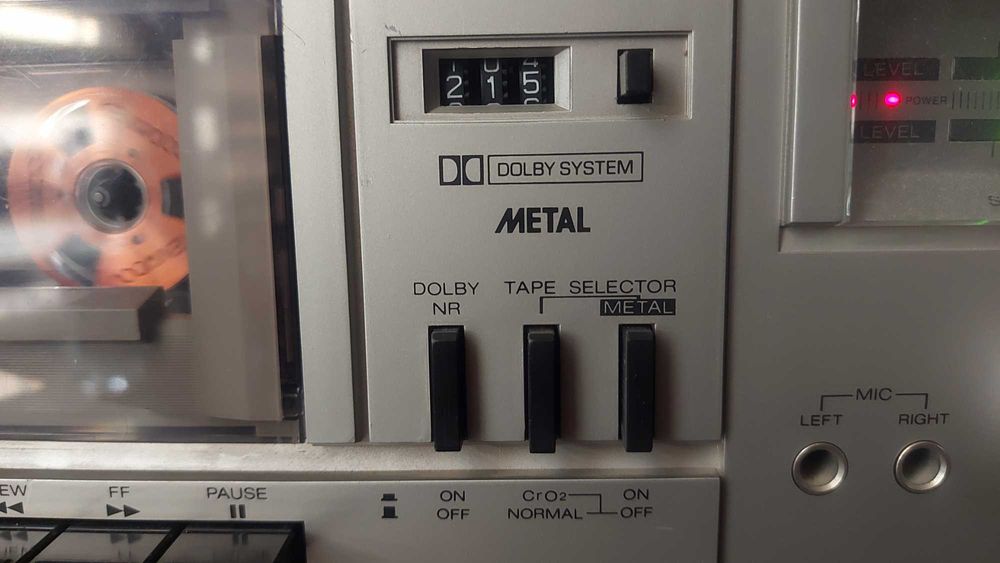 215
DOLBY SYSTEM
METAL
DOLBY
NR
TAPE SELECTOR
METAL
LEVEL
POWER
LEVEL
MIC
LEFT RIGHT
EW FF PAUSE
ON
OFF
CrO2
NORMAL
ON
OFF